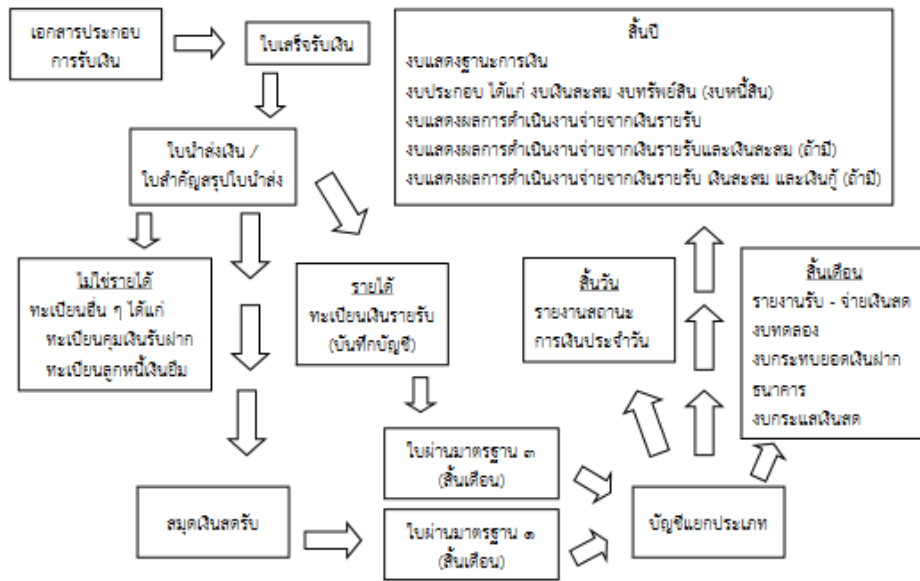 เอกสารประกอบ
การรับเงิน
ใบเสร็จรับเงิน
สิ้นปี
งบแสดงฐานะการเงิน
งบประกอบ ได้แก่ งบเงินสะสม งบทรัพย์สิน (งบหนี้สิน)
งบแสดงผลการดำเนินงานจ่ายจากเงินรายรับ
งบแสดงผลการดำเนินงานจ่ายจากเงินรายรับและเงินสะสม (ถ้ามี)
งบแสดงผลการดำเนินงานจ่ายจากเงินรายรับ เงินสะสม และเงินกู้ (ถ้ามี)
ใบนำส่งเงิน /
ใบสำคัญสรุปใบนำส่ง
ไม่ใช่รายได้
ทะเบียนอื่น ๆ ได้แก่
ทะเบียนคุมเงินรับฝาก
ทะเบียนลูกหนี้เงินยืม
รายได้
ทะเบียนเงินรายรับ
(บันทึกบัญชี)
สิ้นวัน
รายงานสถานะ
การเงินประจำวัน
สิ้นเดือน
รายงานรับ - จ่ายเงินสด
งบทดลอง
งบกระทบยอดเงินฝาก
ธนาคาร
งบกระแสเงินสด
ใบผ่านมาตรฐาน ๓
(สิ้นเดือน)
สมุดเงินสดรับ
ใบผ่านมาตรฐาน ๑
(สิ้นเดือน)
บัญชีแยกประเภท